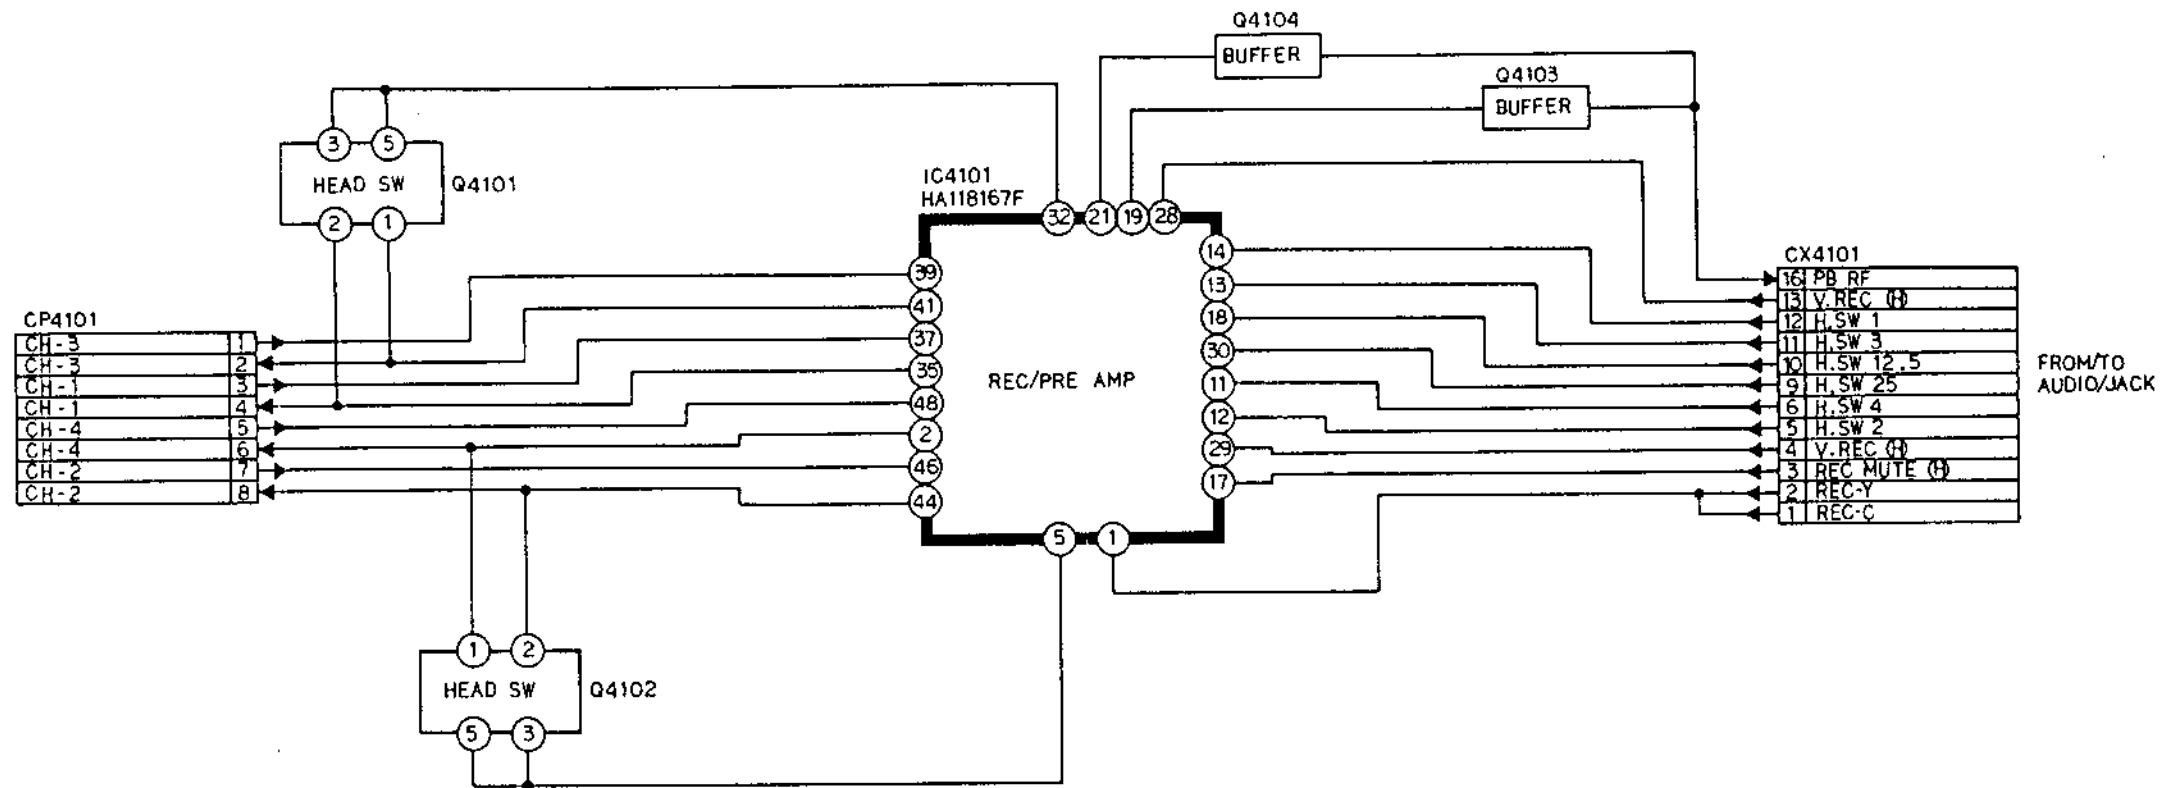 Q4104
BUFFER
Q4103
BUFFER
3 5
HEAD SW Q4101
2 1
IC4101
HA118167F
32 21 19 28
39
41
37
35
48
2
46
44
REC/PRE AMP
14
13
18
30
11
12
29
17
5 1
CP4101
CH-3 1
CH-3 2
CH-1 3
CH-1 4
CH-4 5
CH-4 6
CH-2 7
CH-2 8
CX4101
16 PB RF
13 V.REC (H)
12 H.SW 1
11 H.SW 3
10 H.SW 12.5
9 H.SW 25
6 H.SW 4
5 H.SW 2
4 V.REC (H)
3 REC MUTE (H)
2 REC-Y
1 REC-C
FROM/TO
AUDIO/JACK
1 2
HEAD SW Q4102
5 3